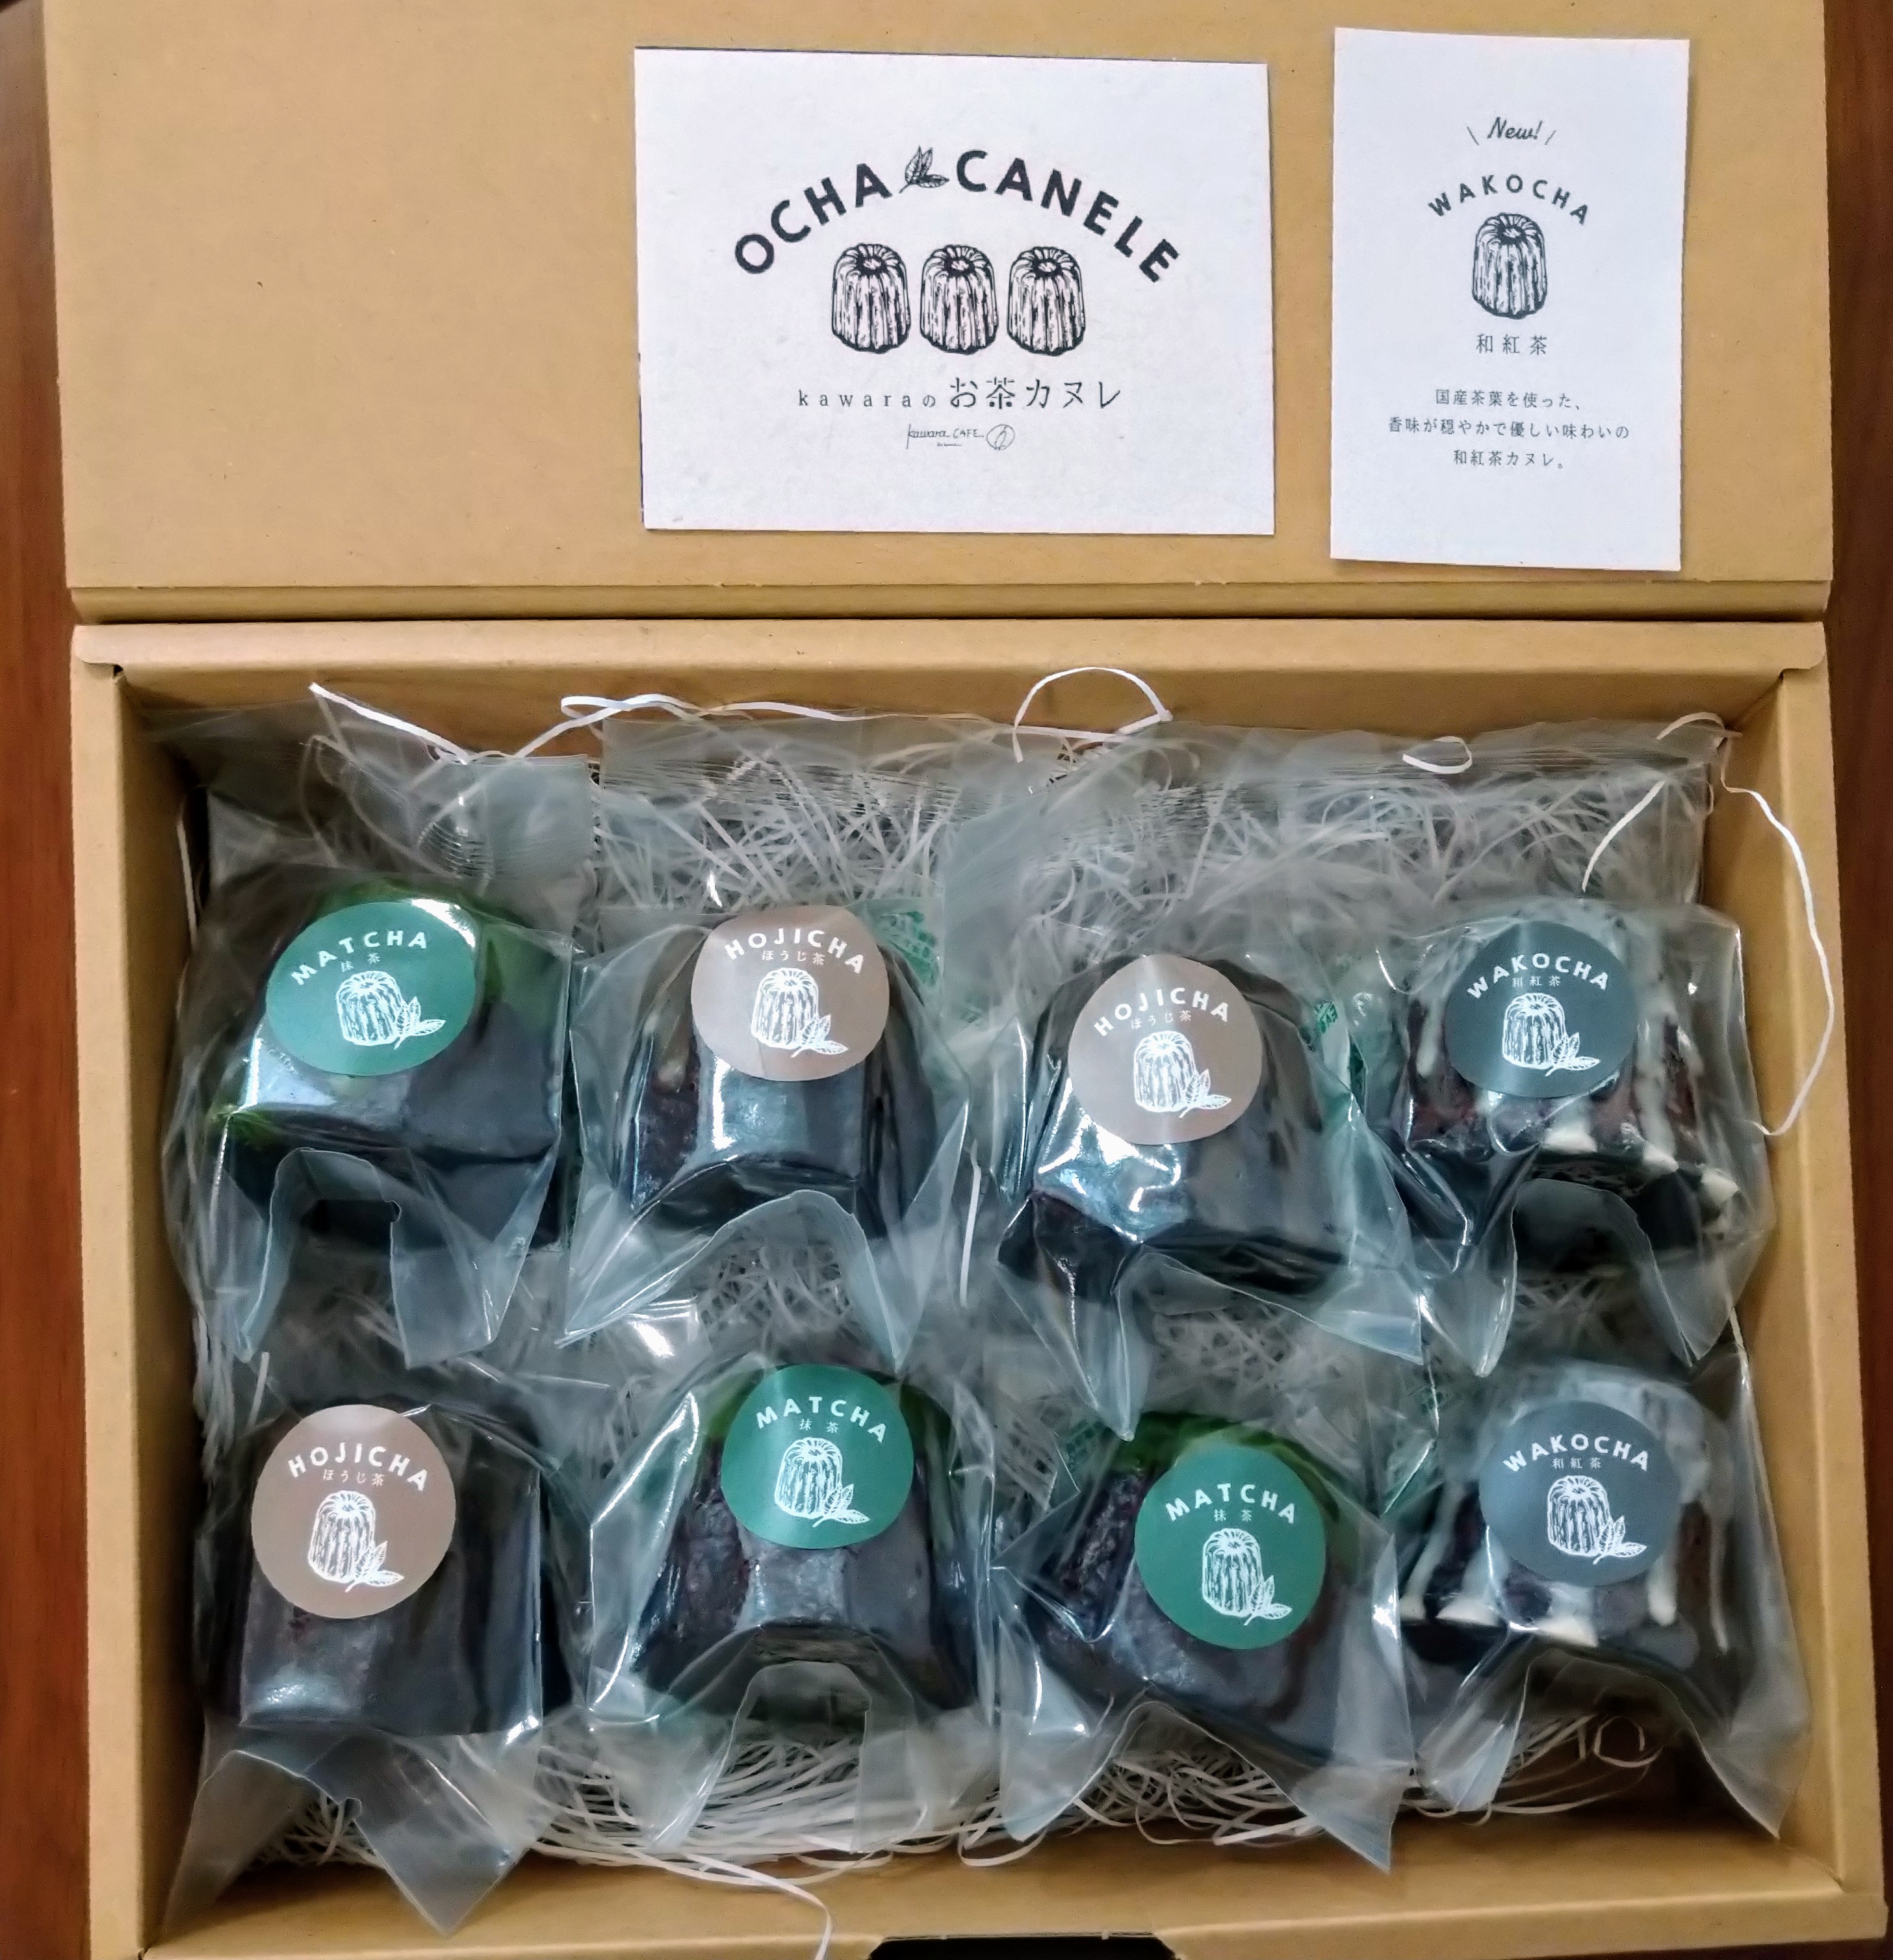 OCHA CANELE
kawaraのお茶カヌレ
kawara CAFE
New!
WAKOCHA
和紅茶
国産茶葉を使った、
香味が穏やかで優しい味わいの
和紅茶カヌレ。
MATCHA
抹茶
HOJICHA
ほうじ茶
HOJICHA
ほうじ茶
WAKOCHA
和紅茶
HOJICHA
ほうじ茶
MATCHA
抹茶
MATCHA
抹茶
WAKOCHA
和紅茶